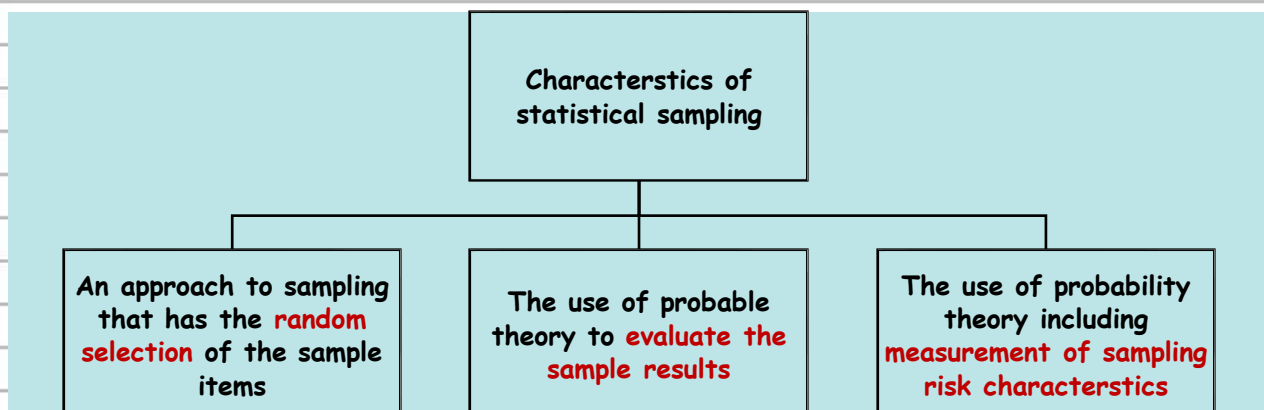 Characterstics of
statistical sampling
An approach to sampling
that has the random
selection of the sample
items
The use of probable
theory to evaluate the
sample results
The use of probability
theory including
measurement of sampling
risk characterstics